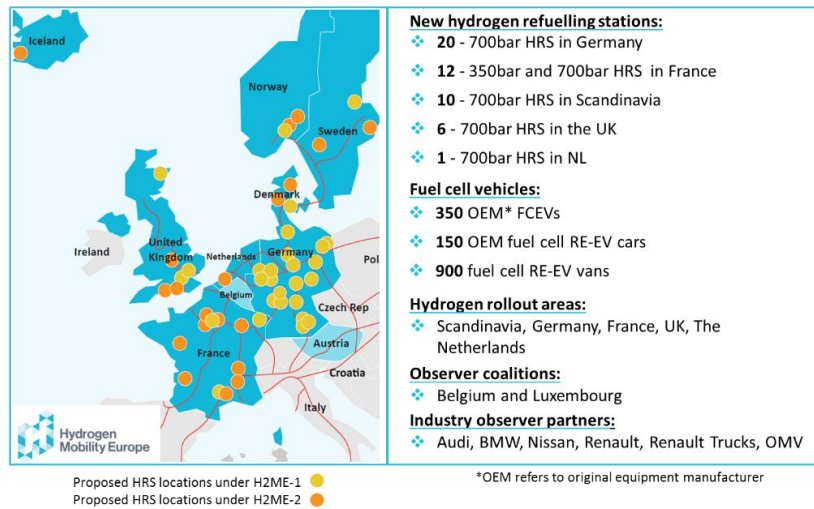 Iceland
Norway
Sweden
Denmark
Ireland
United
Kingdom
Netherlands
Germany
Pol
Belgium
Czech Rep
Austria
France
Croatia
Italy
Hydrogen
Mobility Europe
Proposed HRS locations under H2ME-1
Proposed HRS locations under H2ME-2
New hydrogen refuelling stations:
❖ 20 - 700bar HRS in Germany
❖ 12 - 350bar and 700bar HRS in France
❖ 10 - 700bar HRS in Scandinavia
❖ 6 - 700bar HRS in the UK
❖ 1 - 700bar HRS in NL
Fuel cell vehicles:
❖ 350 OEM* FCEVs
❖ 150 OEM fuel cell RE-EV cars
❖ 900 fuel cell RE-EV vans
Hydrogen rollout areas:
❖ Scandinavia, Germany, France, UK, The
Netherlands
Observer coalitions:
❖ Belgium and Luxembourg
Industry observer partners:
❖ Audi, BMW, Nissan, Renault, Renault Trucks, OMV
*OEM refers to original equipment manufacturer